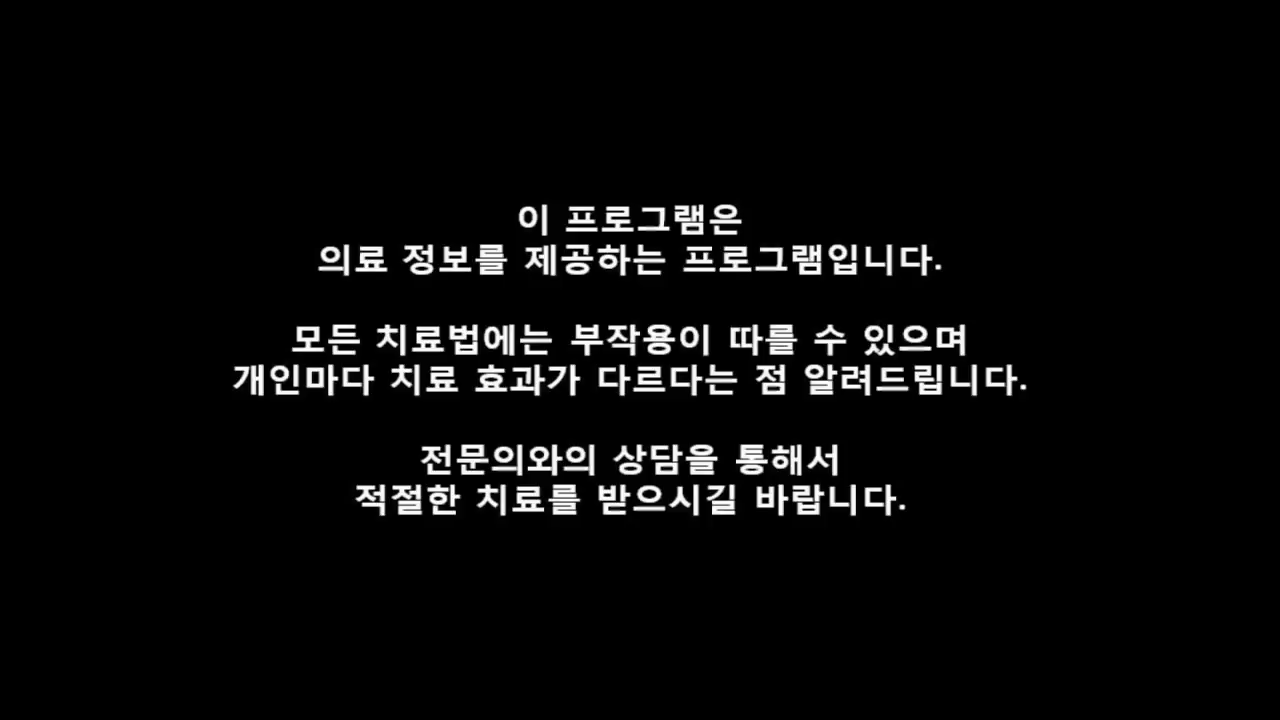 이 프로그램은
의료 정보를 제공하는 프로그램입니다.
모든 치료법에는 부작용이 따를 수 있으며
개인마다 치료 효과가 다르다는 점 알려드립니다.
전문의와의 상담을 통해서
적절한 치료를 받으시길 바랍니다.